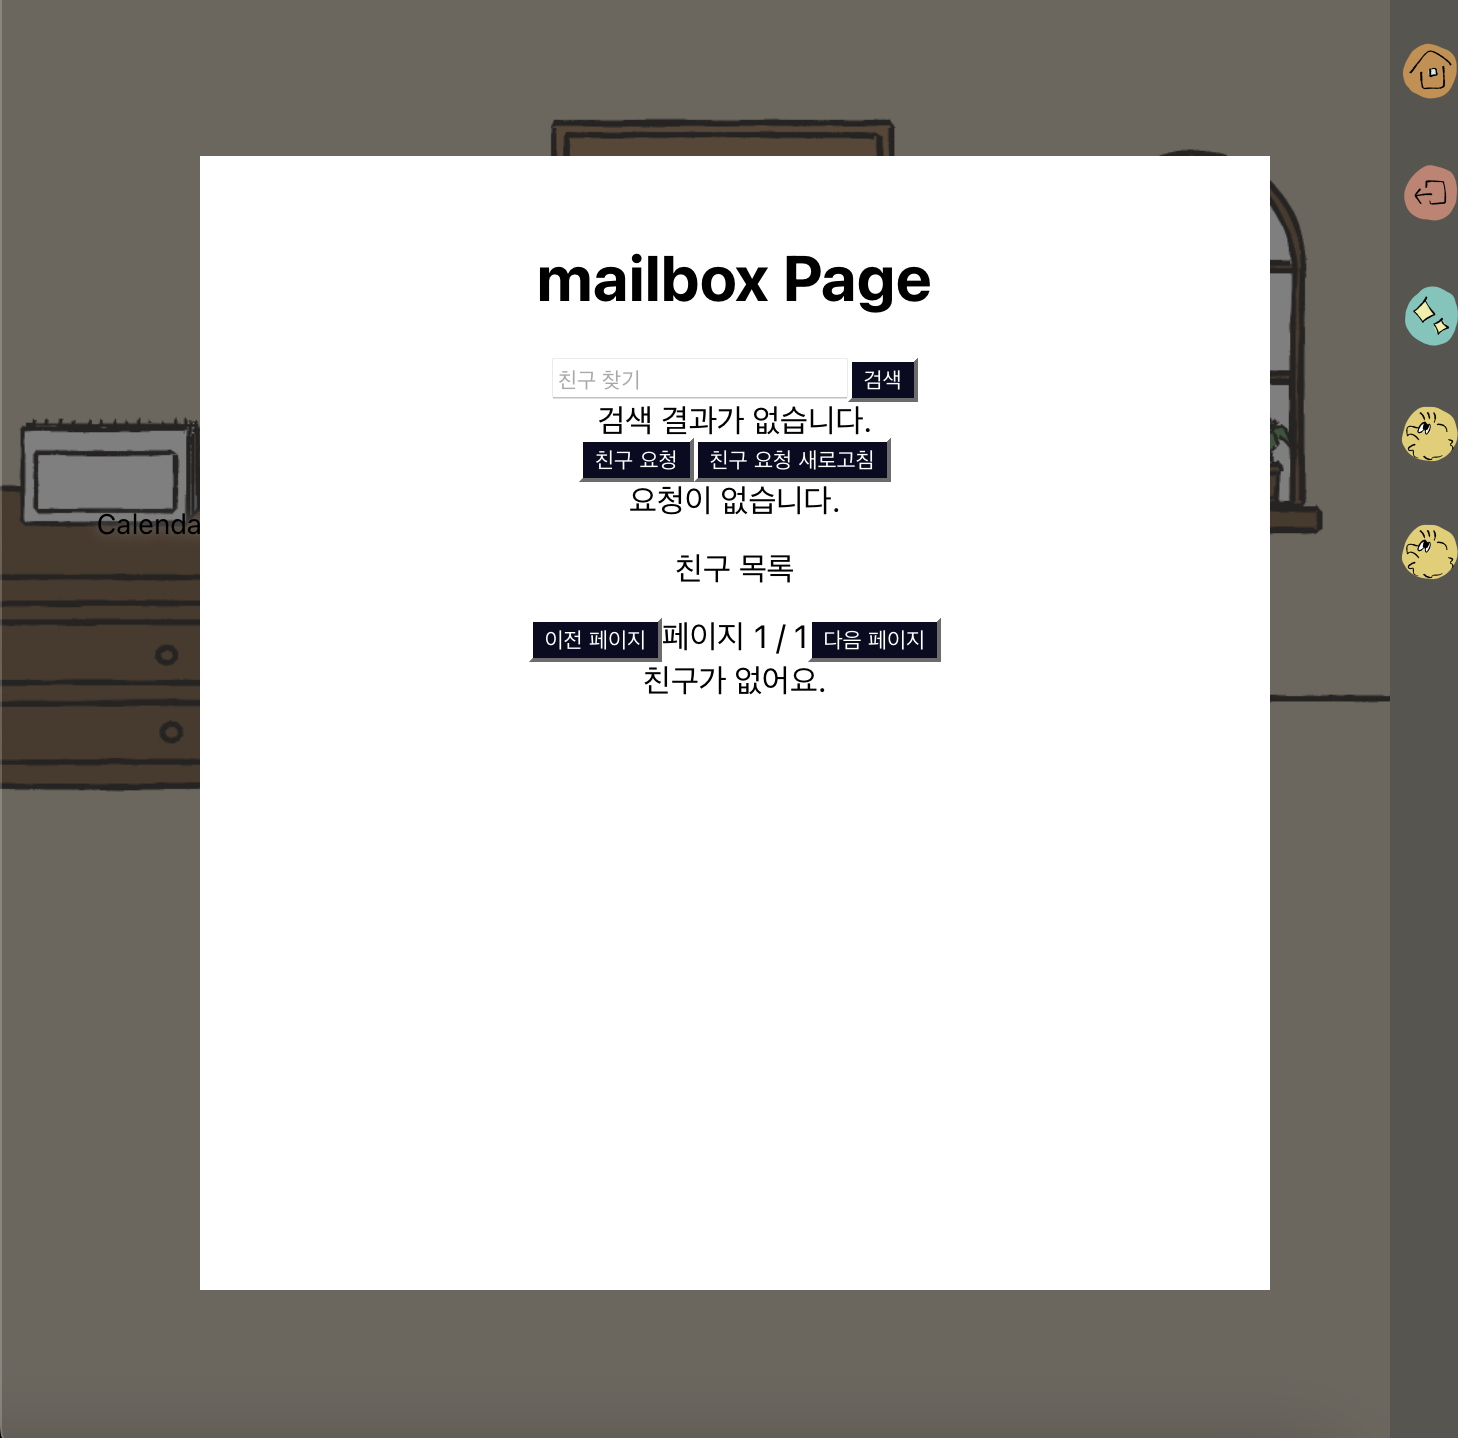 mailbox Page
친구 찾기 검색
검색 결과가 없습니다.
친구 요청 친구 요청 새로고침
요청이 없습니다.
Calenda
친구 목록
이전 페이지 페이지 1 / 1 다음 페이지
친구가 없어요.